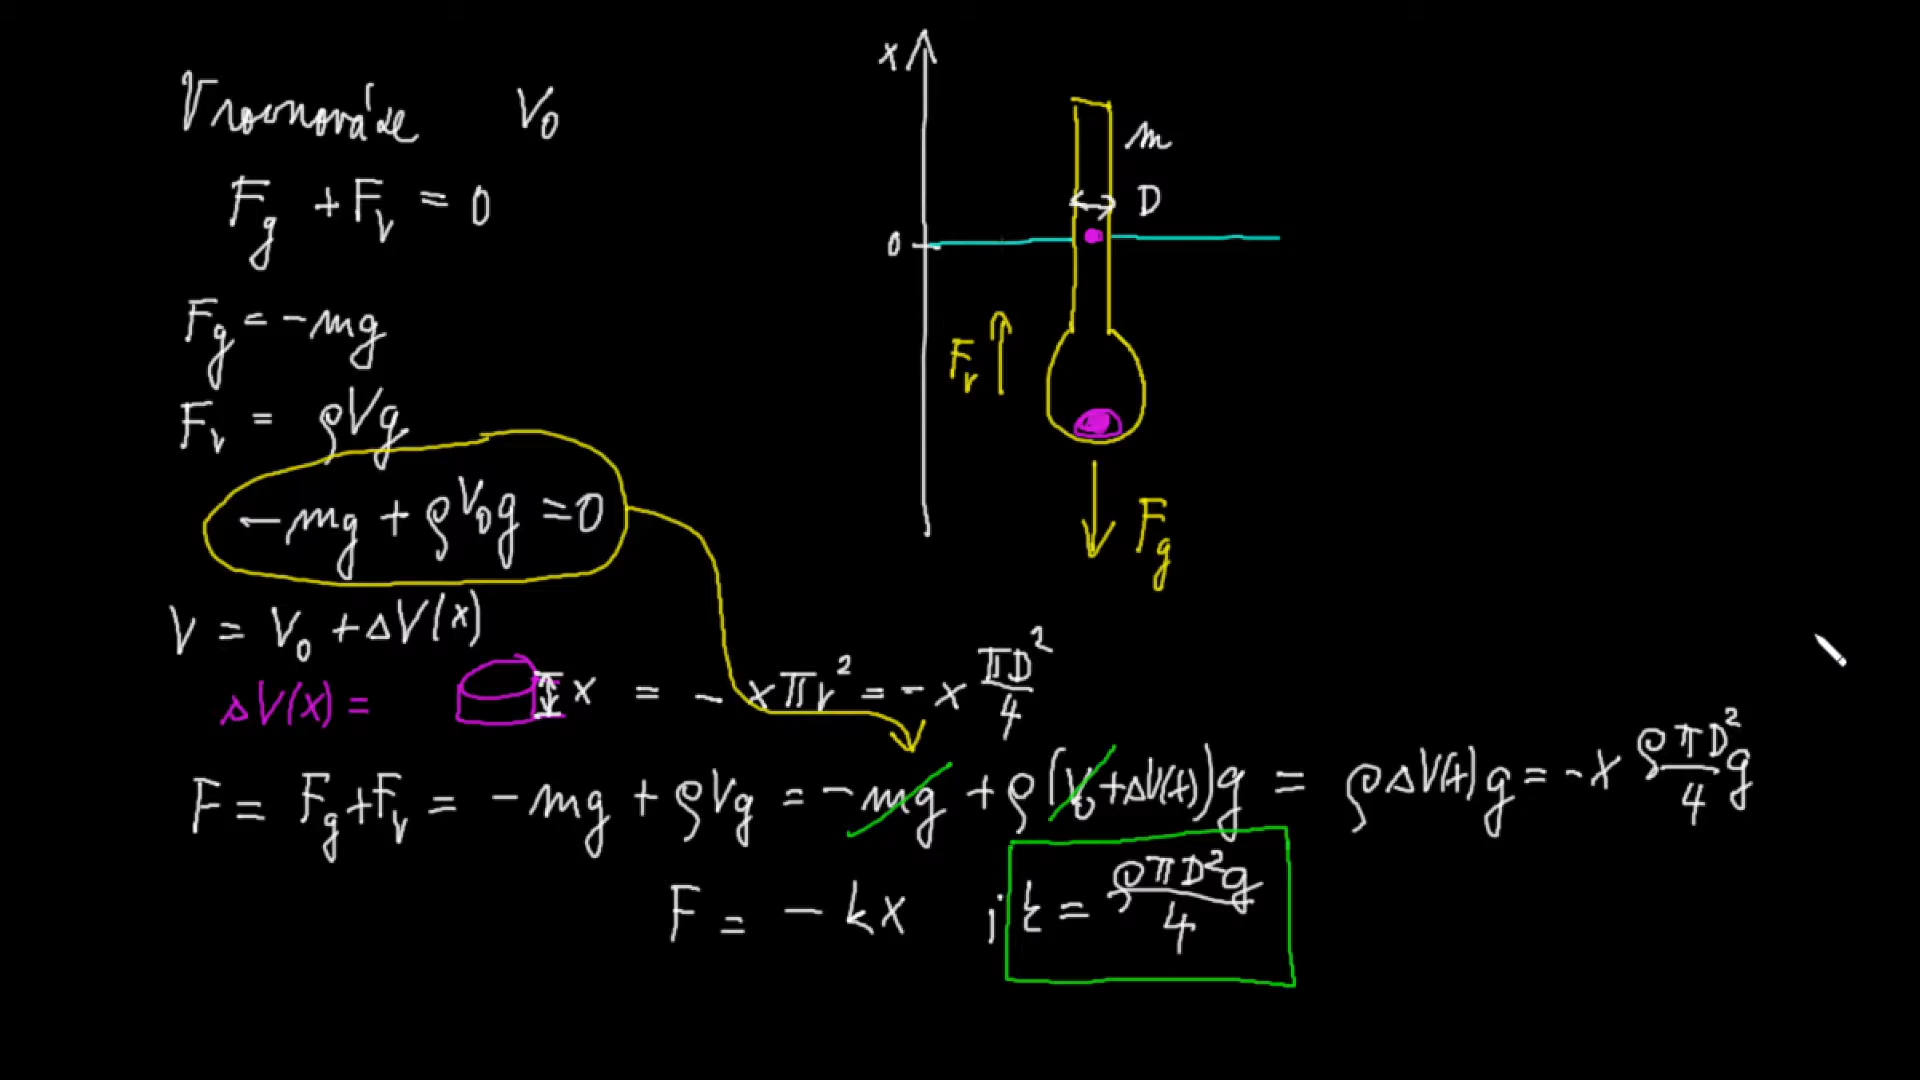 V rovnováze V₀
F_g + F_v = 0
F_g = -mg
F_v = ρVg
-mg + ρV₀g = 0
V = V₀ + ΔV(x)
ΔV(x) = x = -xπr² = -x πD²/4
F = F_g + F_v = -mg + ρVg = -mg + ρ(V₀ + ΔV(x))g = ρΔV(x)g = -x ρπD²/4 g
F = -kx ; k = ρπD²g/4
x
m
D
0
F_v
F_g